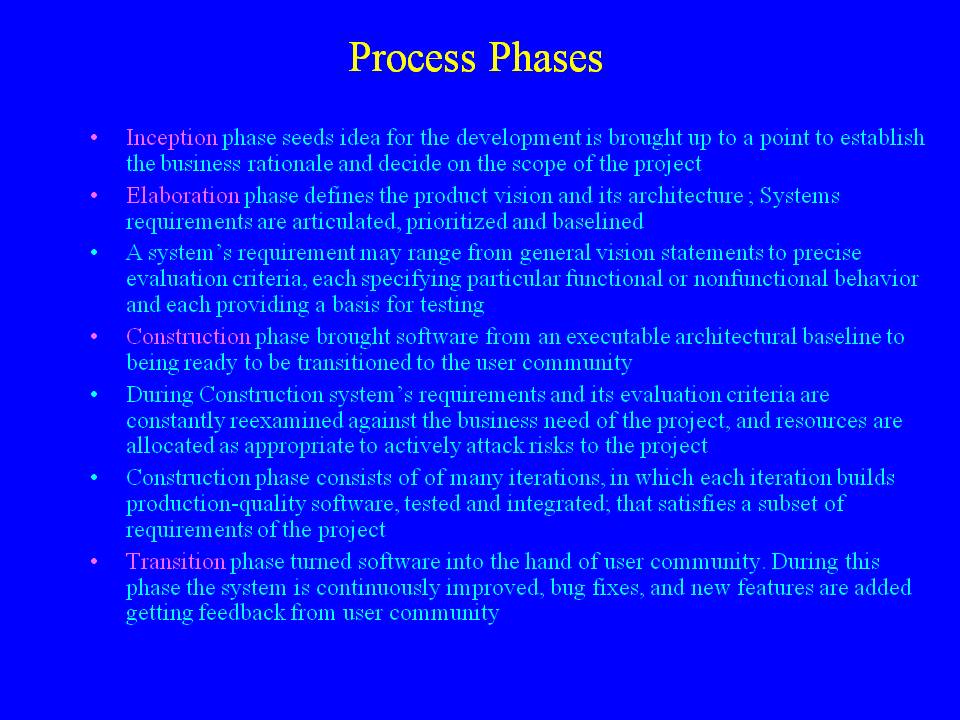 Process Phases
• Inception phase seeds idea for the development is brought up to a point to establish
the business rationale and decide on the scope of the project
• Elaboration phase defines the product vision and its architecture ; Systems
requirements are articulated, prioritized and baselined
• A system's requirement may range from general vision statements to precise
evaluation criteria, each specifying particular functional or nonfunctional behavior
and each providing a basis for testing
• Construction phase brought software from an executable architectural baseline to
being ready to be transitioned to the user community
• During Construction system's requirements and its evaluation criteria are
constantly reexamined against the business need of the project, and resources are
allocated as appropriate to actively attack risks to the project
• Construction phase consists of of many iterations, in which each iteration builds
production-quality software, tested and integrated; that satisfies a subset of
requirements of the project
• Transition phase turned software into the hand of user community. During this
phase the system is continuously improved, bug fixes, and new features are added
getting feedback from user community